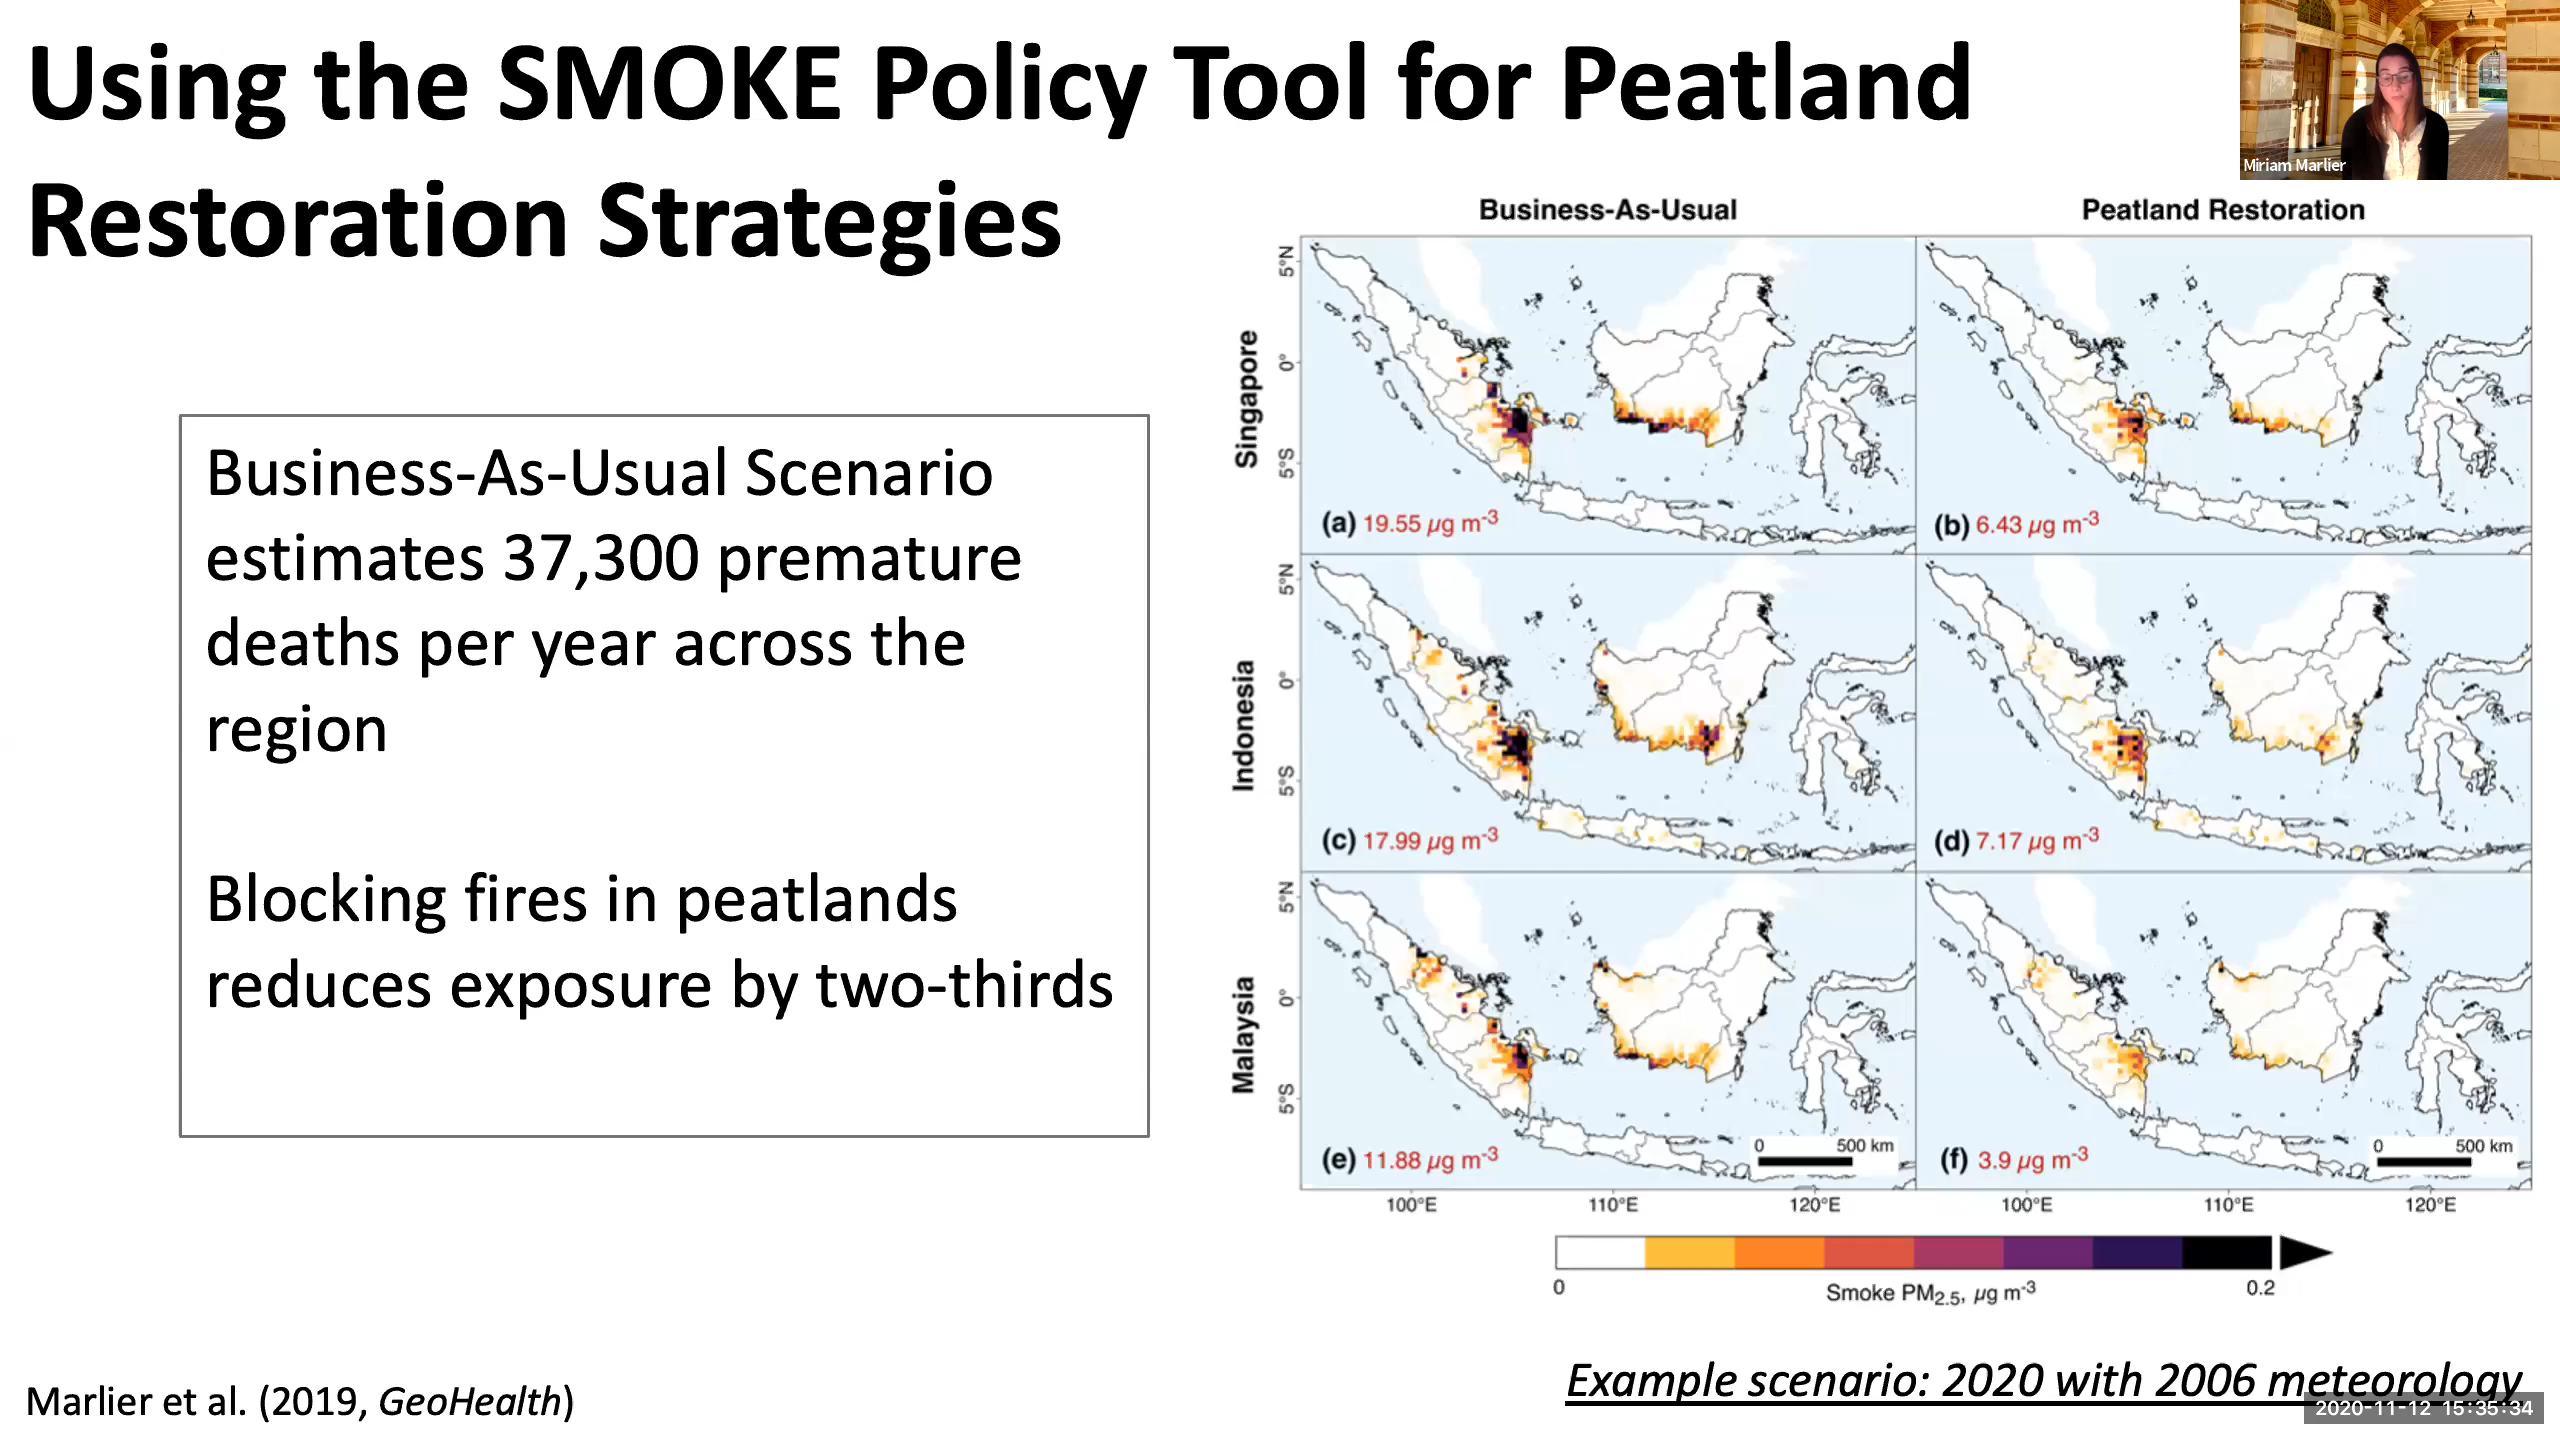 Using the SMOKE Policy Tool for Peatland
Restoration Strategies
Miriam Marlier
Business-As-Usual Scenario
estimates 37,300 premature
deaths per year across the
region
Blocking fires in peatlands
reduces exposure by two-thirds
Business-As-Usual
Peatland Restoration
Singapore
5°N
0°
5°S
(a) 19.55 µg m-3
(b) 6.43 µg m-3
Indonesia
5°N
0°
5°S
(c) 17.99 µg m-3
(d) 7.17 µg m-3
Malaysia
5°N
0°
5°S
(e) 11.88 µg m-3
0 500 km
(f) 3.9 µg m-3
0 500 km
100°E 110°E 120°E 100°E 110°E 120°E
0 0.2
Smoke PM2.5, µg m-3
Example scenario: 2020 with 2006 meteorology
Marlier et al. (2019, GeoHealth)
2020-11-12 15:35:34